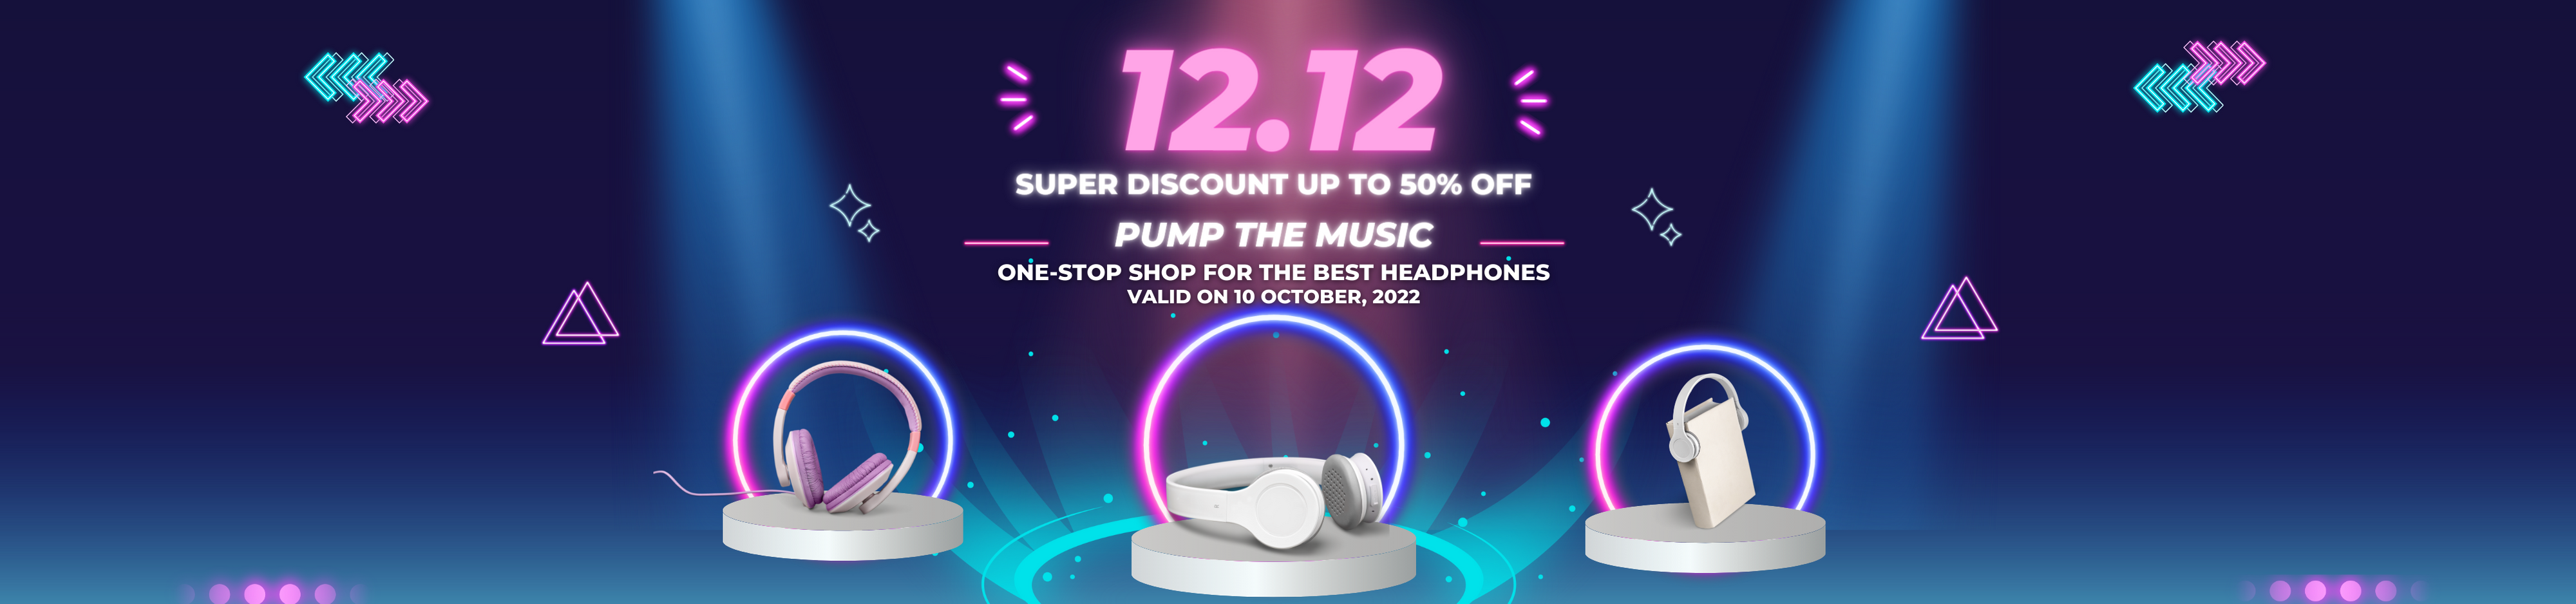 12.12
SUPER DISCOUNT UP TO 50% OFF
PUMP THE MUSIC
ONE-STOP SHOP FOR THE BEST HEADPHONES
VALID ON 10 OCTOBER, 2022